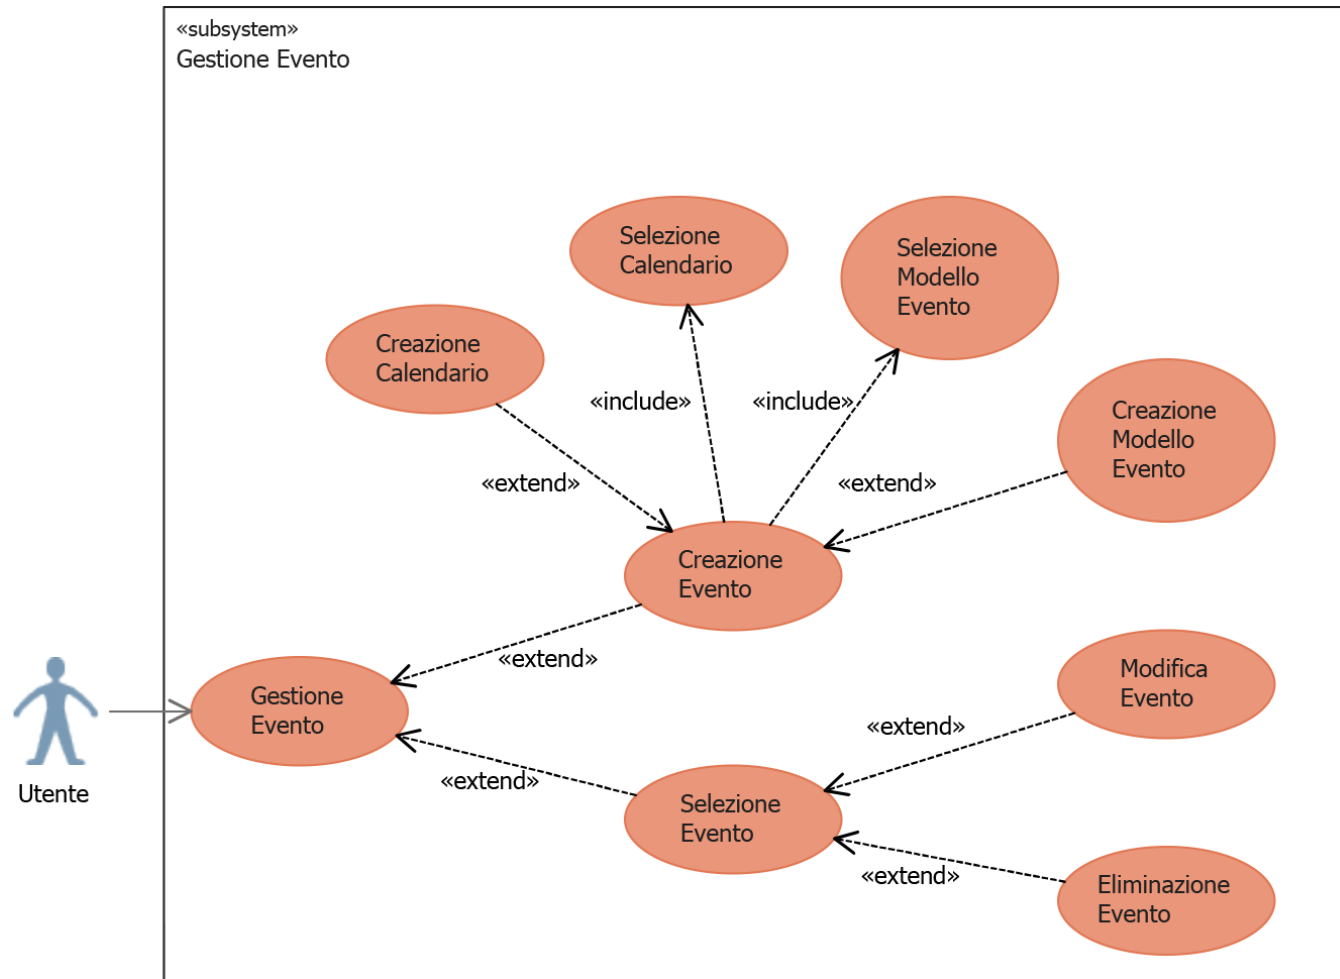 «subsystem»
Gestione Evento
Selezione
Calendario
Selezione
Modello
Evento
Creazione
Calendario
«include»
«include»
Creazione
Modello
Evento
«extend»
«extend»
Creazione
Evento
«extend»
Gestione
Evento
Modifica
Evento
«extend»
«extend»
Utente
Selezione
Evento
«extend»
Eliminazione
Evento